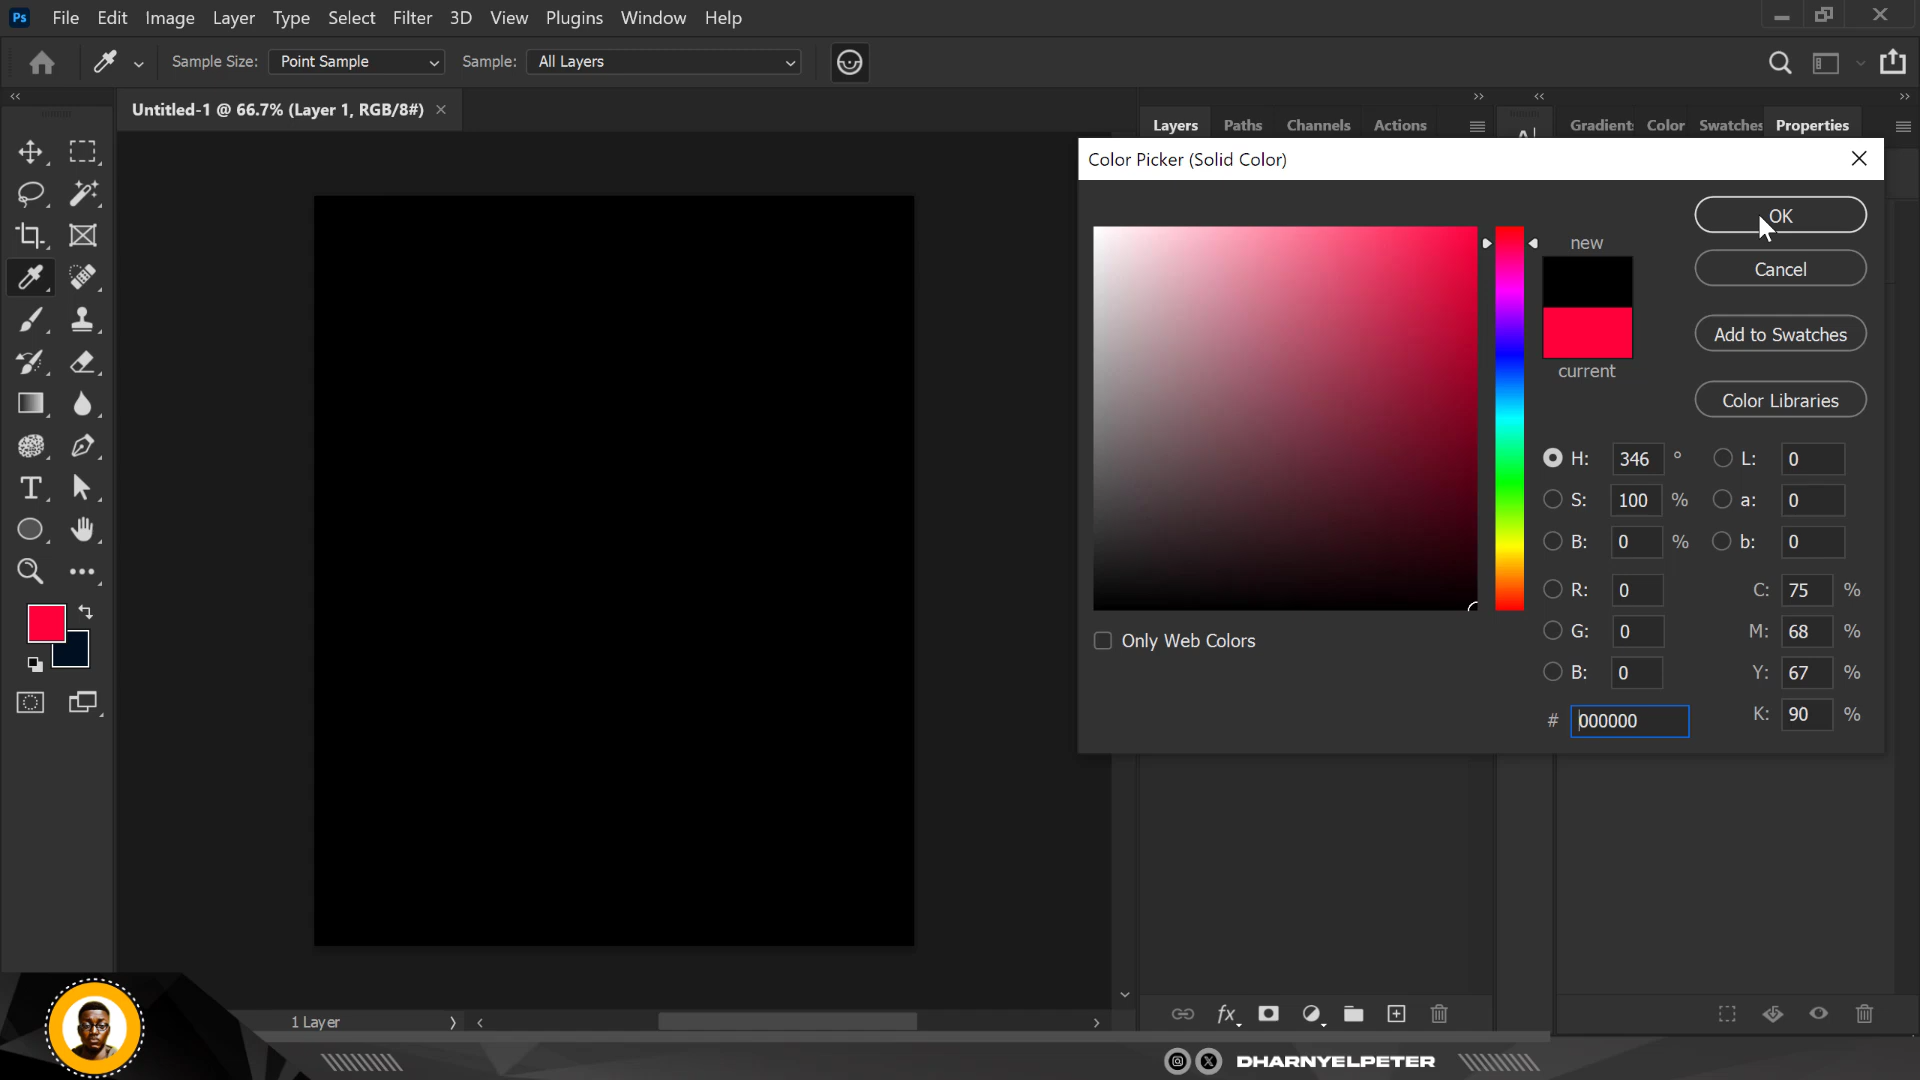 Ps File Edit Image Layer Type Select Filter 3D View Plugins Window Help
Sample Size: Point Sample Sample: All Layers
Untitled-1 @ 66.7% (Layer 1, RGB/8#) ×
Layers Paths Channels Actions
Gradient Color Swatches Properties
Color Picker (Solid Color)
OK
new
Cancel
Add to Swatches
current
Color Libraries
H: 346 ° L: 0
S: 100 % a: 0
B: 0 % b: 0
R: 0 C: 75 %
G: 0 M: 68 %
B: 0 Y: 67 %
# 000000 K: 90 %
Only Web Colors
T
fx
1 Layer
DHARNYELPETER